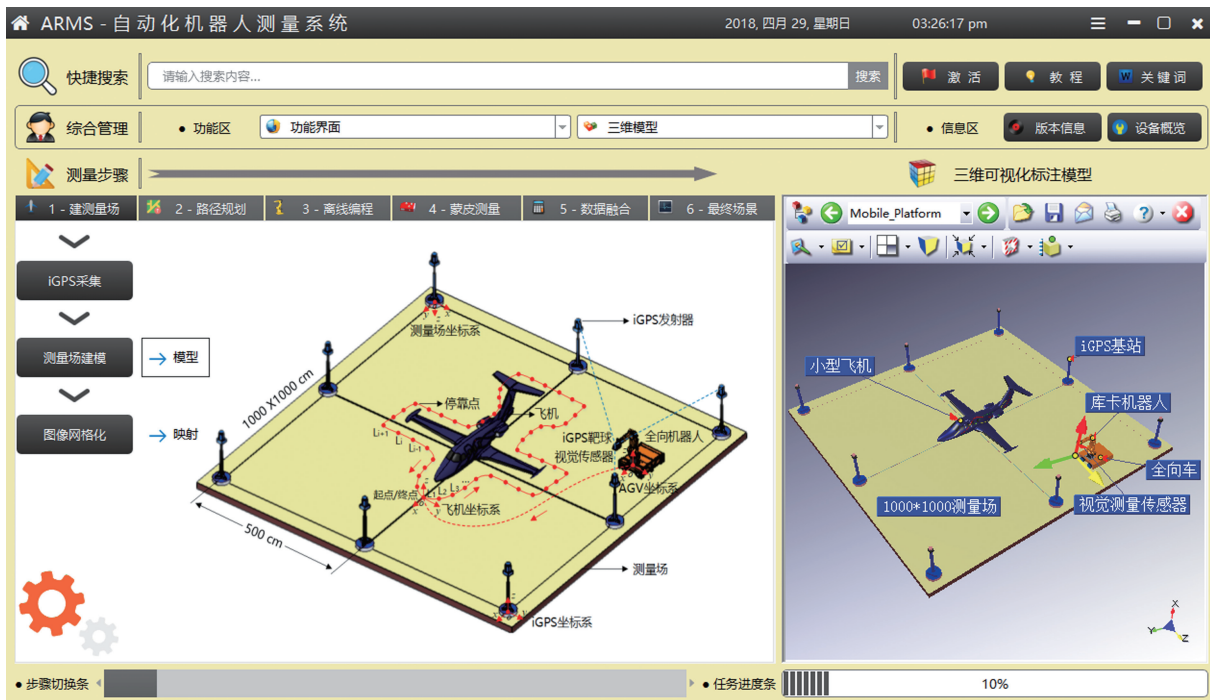 ARMS - 自动化机器人测量系统
2018, 四月 29, 星期日
03:26:17 pm
快捷搜索
请输入搜索内容...
搜索
激 活
教 程
关 键 词
综合管理
• 功能区
功能界面
三维模型
• 信息区
版本信息
设备概览
测量步骤
三维可视化标注模型
1 - 建测量场
2 - 路径规划
3 - 离线编程
4 - 蒙皮测量
5 - 数据融合
6 - 最终场景
iGPS采集
测量场建模
模型
图像网格化
映射
测量场坐标系
iGPS发射器
1000 X1000 cm
停靠点
飞机
Li+1
Li
Li-1
iGPS靶球
视觉传感器
全向机器人
AGV坐标系
起点/终点
L1 L2 L3 ...
飞机坐标系
500 cm
测量场
iGPS坐标系
Mobile_Platform
iGPS基站
小型飞机
库卡机器人
全向车
视觉测量传感器
1000*1000测量场
X
Y
Z
• 步骤切换条
• 任务进度条
10%